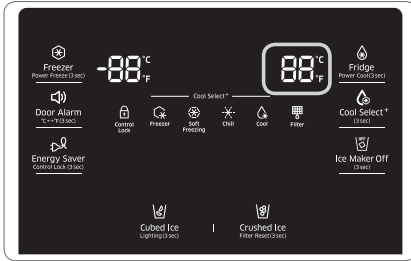 Freezer
Power Freeze (3 sec)
-88 °C
°F
88 °C
°F
Fridge
Power Cool (3 sec)
Cool Select+
Door Alarm
°C↔°F (3 sec)
Control
Lock
Freezer
Soft
Freezing
Chill
Cool
Filter
Cool Select+
(3 sec)
Energy Saver
Control Lock (3 sec)
OFF
Ice Maker Off
(3 sec)
Cubed Ice
Lighting (3 sec)
|
Crushed Ice
Filter Reset (3 sec)